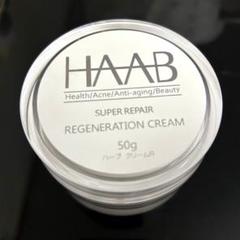 HAAB
Health/Acne/Anti-aging/Beauty
SUPER REPAIR
REGENERATION CREAM
50g
ハーブ クリームR